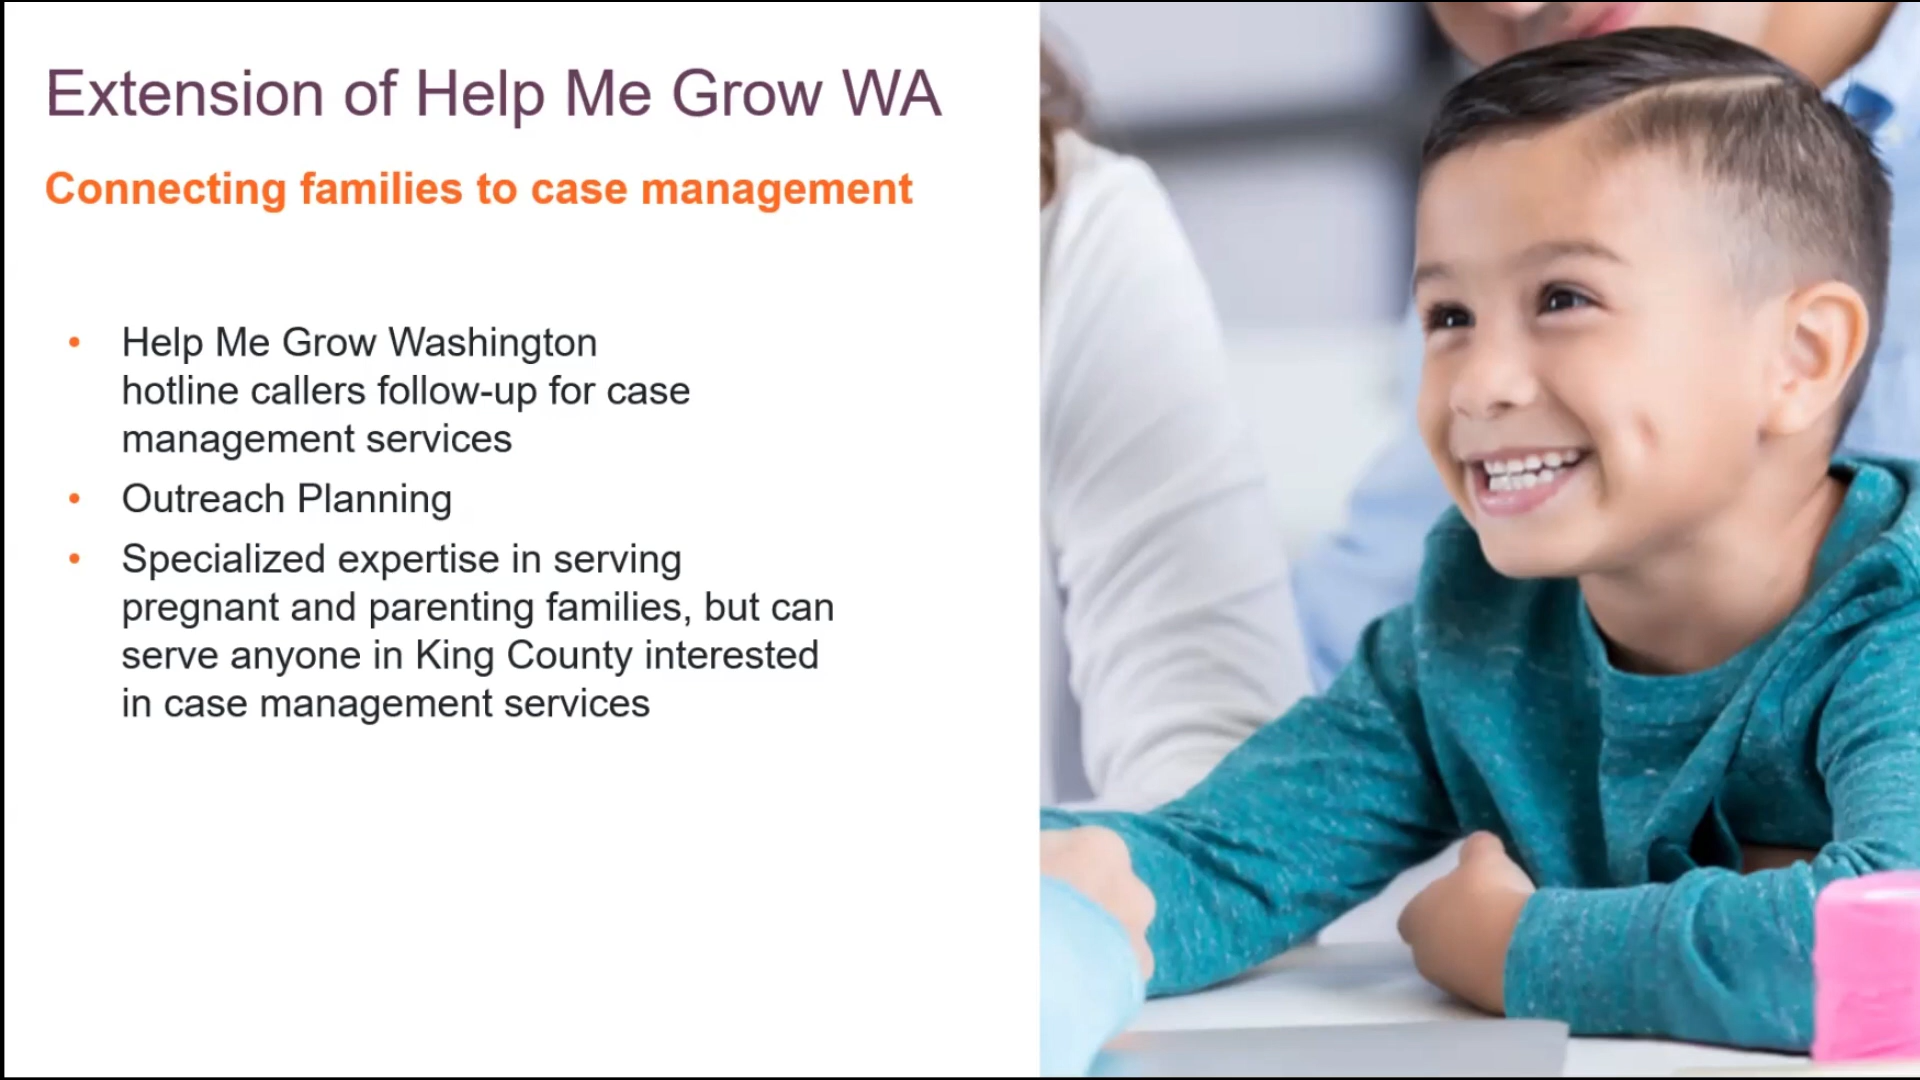 Extension of Help Me Grow WA
Connecting families to case management
• Help Me Grow Washington
hotline callers follow-up for case
management services
• Outreach Planning
• Specialized expertise in serving
pregnant and parenting families, but can
serve anyone in King County interested
in case management services